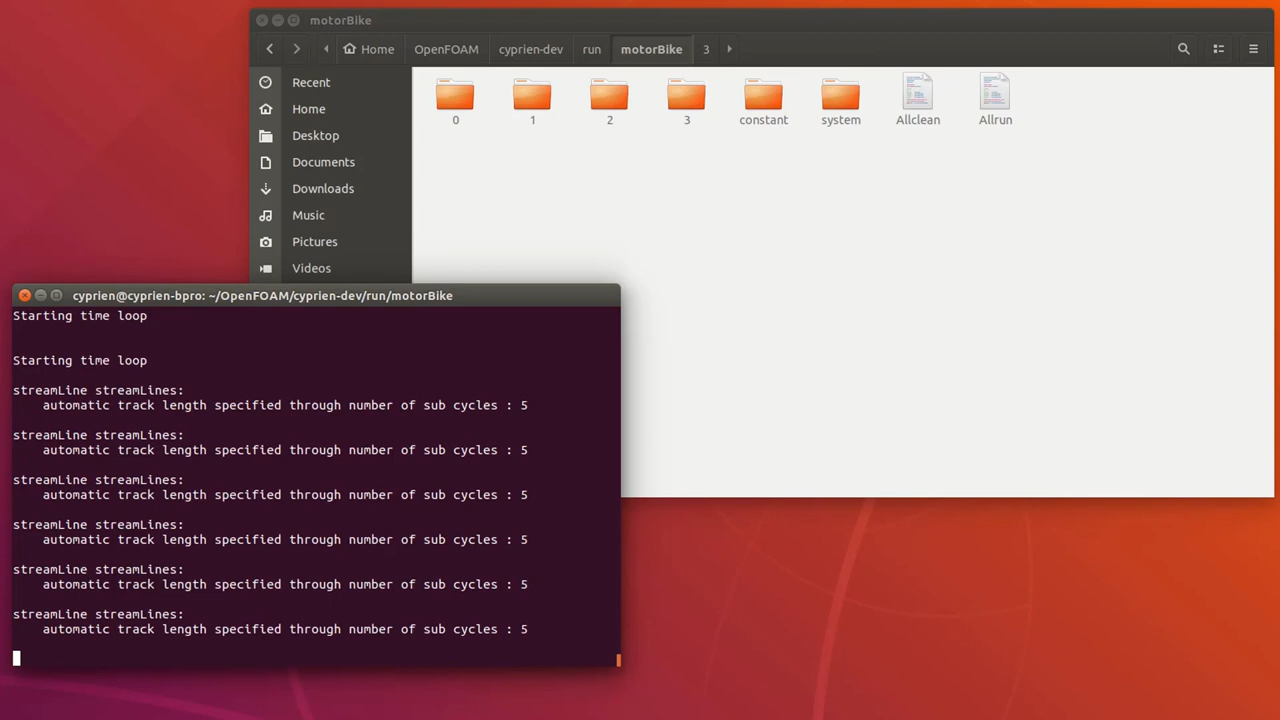 motorBike
Home OpenFOAM cyprien-dev run motorBike 3
Recent
Home
Desktop
Documents
Downloads
Music
Pictures
Videos
0 1 2 3 constant system Allclean Allrun
cyprien@cyprien-bpro: ~/OpenFOAM/cyprien-dev/run/motorBike
Starting time loop
Starting time loop
streamLine streamLines:
automatic track length specified through number of sub cycles : 5
streamLine streamLines:
automatic track length specified through number of sub cycles : 5
streamLine streamLines:
automatic track length specified through number of sub cycles : 5
streamLine streamLines:
automatic track length specified through number of sub cycles : 5
streamLine streamLines:
automatic track length specified through number of sub cycles : 5
streamLine streamLines:
automatic track length specified through number of sub cycles : 5